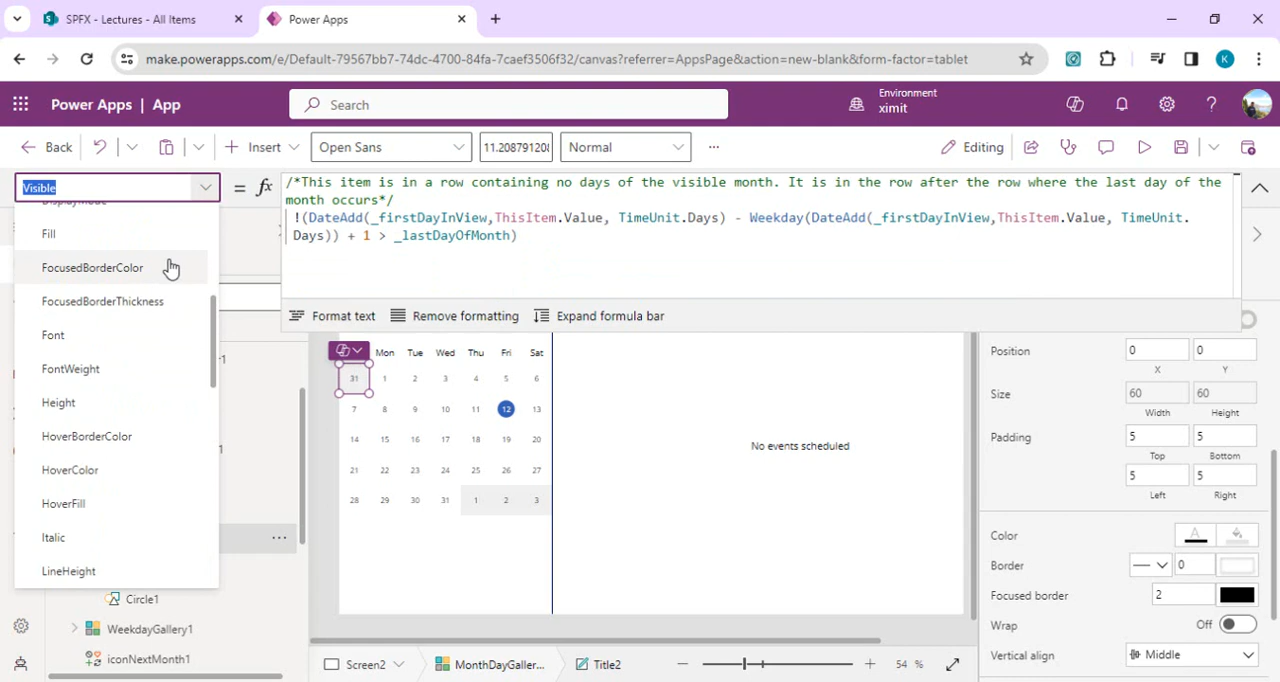 SPFX - Lectures - All Items
Power Apps
make.powerapps.com/e/Default-79567bb7-74dc-4700-84fa-7caef3506f32/canvas?referrer=AppsPage&action=new-blank&form-factor=tablet
K
Power Apps | App
Search
Environment
ximit
Back
Insert
Open Sans
11.208791208
Normal
...
Editing
Visible
= fx
/*This item is in a row containing no days of the visible month. It is in the row after the row where the last day of the
month occurs*/
!(DateAdd(_firstDayInView,ThisItem.Value, TimeUnit.Days) - Weekday(DateAdd(_firstDayInView,ThisItem.Value, TimeUnit.
Days)) + 1 > _lastDayOfMonth)
Format text
Remove formatting
Expand formula bar
DisplayMode
Fill
FocusedBorderColor
FocusedBorderThickness
Font
FontWeight
Height
HoverBorderColor
HoverColor
HoverFill
Italic
LineHeight
1
1
...
Circle1
WeekdayGallery1
iconNextMonth1
Mon Tue Wed Thu Fri Sat
31 1 2 3 4 5 6
7 8 9 10 11 12 13
14 15 16 17 18 19 20
21 22 23 24 25 26 27
28 29 30 31 1 2 3
No events scheduled
Position
0 0
X Y
Size
60 60
Width Height
Padding
5 5
Top Bottom
5 5
Left Right
Color
Border
0
Focused border
2
Wrap
Off
Vertical align
Middle
Screen2
MonthDayGaller...
Title2
54 %